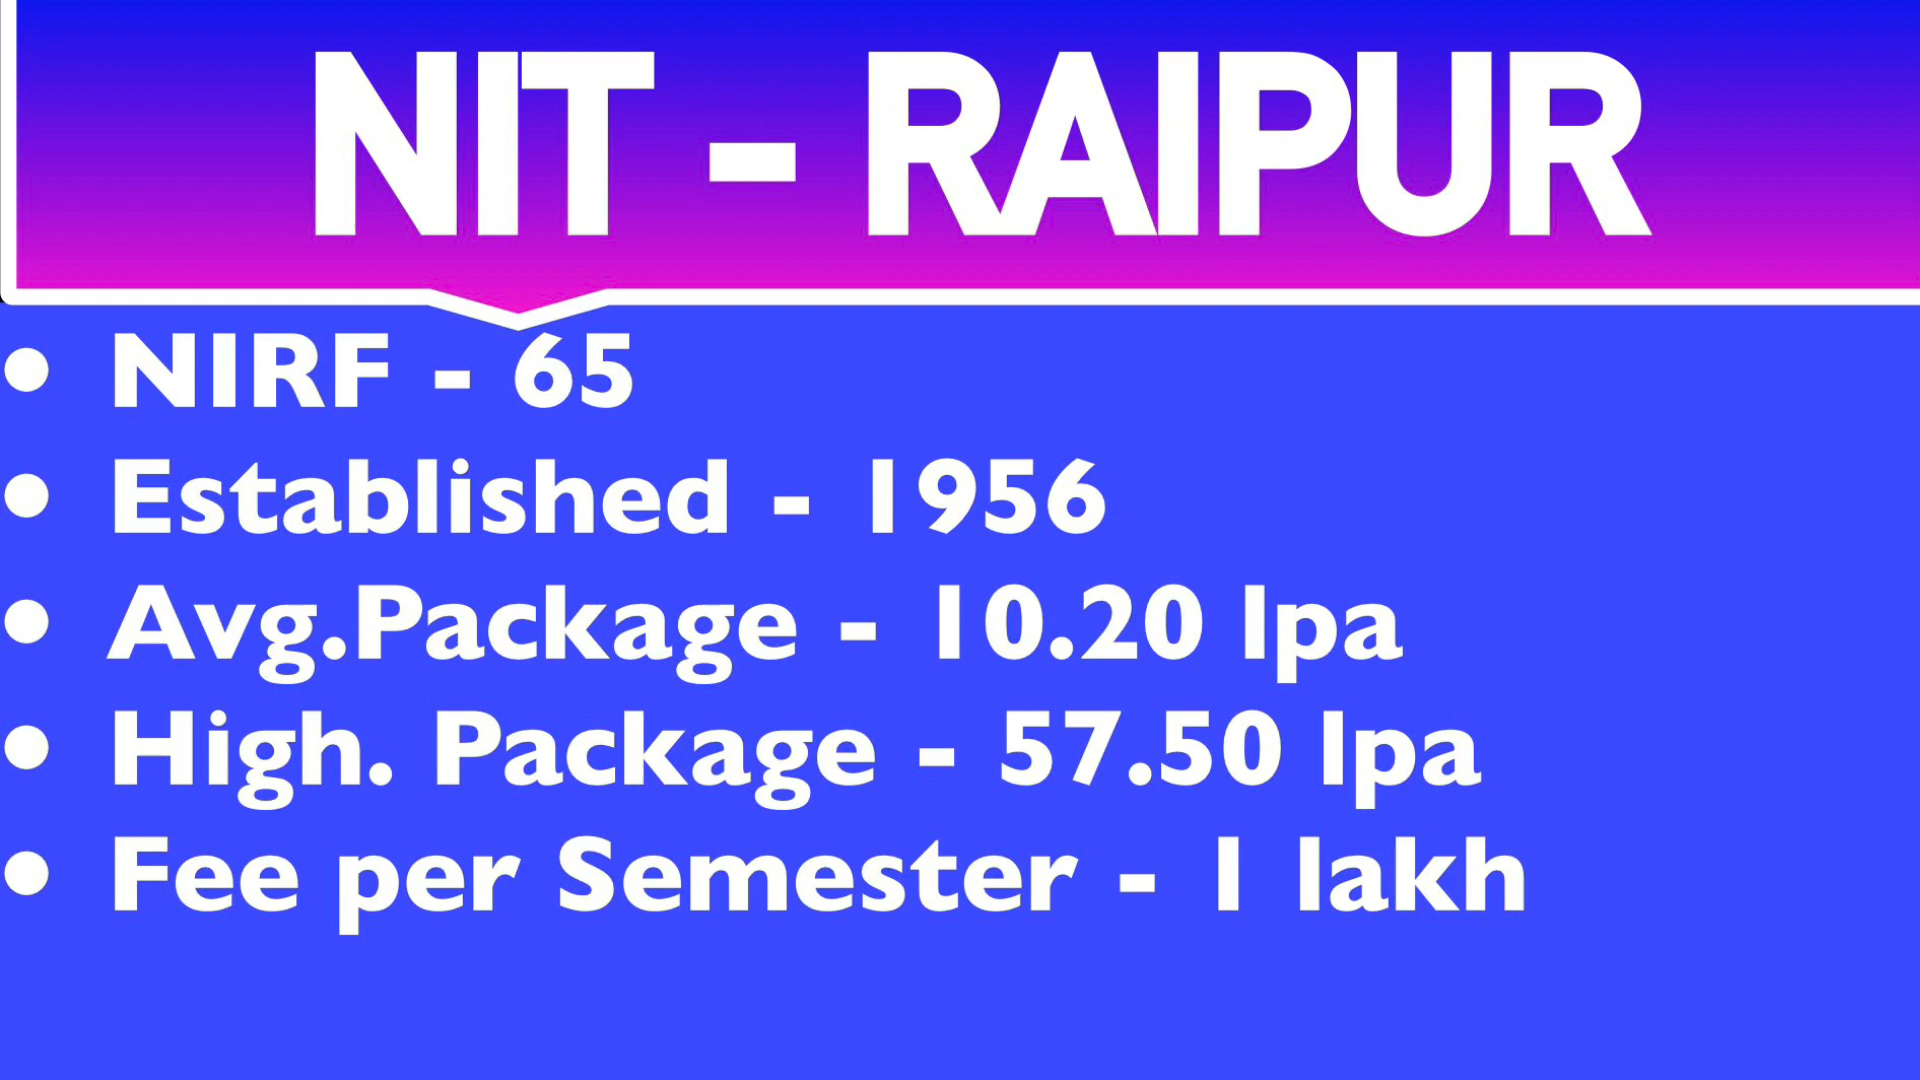 NIT - RAIPUR
• NIRF - 65
• Established - 1956
• Avg.Package - 10.20 lpa
• High. Package - 57.50 lpa
• Fee per Semester - 1 lakh